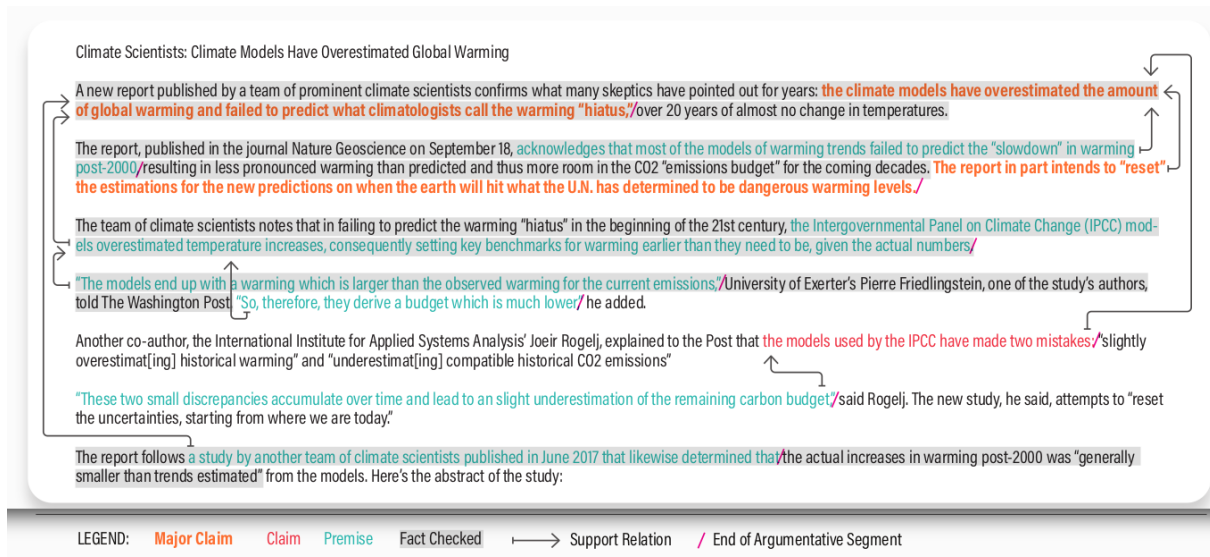 Climate Scientists: Climate Models Have Overestimated Global Warming
A new report published by a team of prominent climate scientists confirms what many skeptics have pointed out for years: the climate models have overestimated the amount
of global warming and failed to predict what climatologists call the warming “hiatus,”/over 20 years of almost no change in temperatures.
The report, published in the journal Nature Geoscience on September 18, acknowledges that most of the models of warming trends failed to predict the “slowdown” in warming
post-2000/resulting in less pronounced warming than predicted and thus more room in the CO2 “emissions budget” for the coming decades. The report in part intends to “reset”
the estimations for the new predictions on when the earth will hit what the U.N. has determined to be dangerous warming levels./
The team of climate scientists notes that in failing to predict the warming “hiatus” in the beginning of the 21st century, the Intergovernmental Panel on Climate Change (IPCC) mod-
els overestimated temperature increases, consequently setting key benchmarks for warming earlier than they need to be, given the actual numbers/
“The models end up with a warming which is larger than the observed warming for the current emissions,”/University of Exerter’s Pierre Friedlingstein, one of the study’s authors,
told The Washington Post. “So, therefore, they derive a budget which is much lower/’ he added.
Another co-author, the International Institute for Applied Systems Analysis’ Joeir Rogelj, explained to the Post that the models used by the IPCC have made two mistakes:/“slightly
overestimat[ing] historical warming” and “underestimat[ing] compatible historical CO2 emissions”
“These two small discrepancies accumulate over time and lead to an slight underestimation of the remaining carbon budget,”/said Rogelj. The new study, he said, attempts to “reset
the uncertainties, starting from where we are today.”
The report follows a study by another team of climate scientists published in June 2017 that likewise determined that/the actual increases in warming post-2000 was “generally
smaller than trends estimated” from the models. Here’s the abstract of the study:
LEGEND: Major Claim Claim Premise Fact Checked Support Relation / End of Argumentative Segment